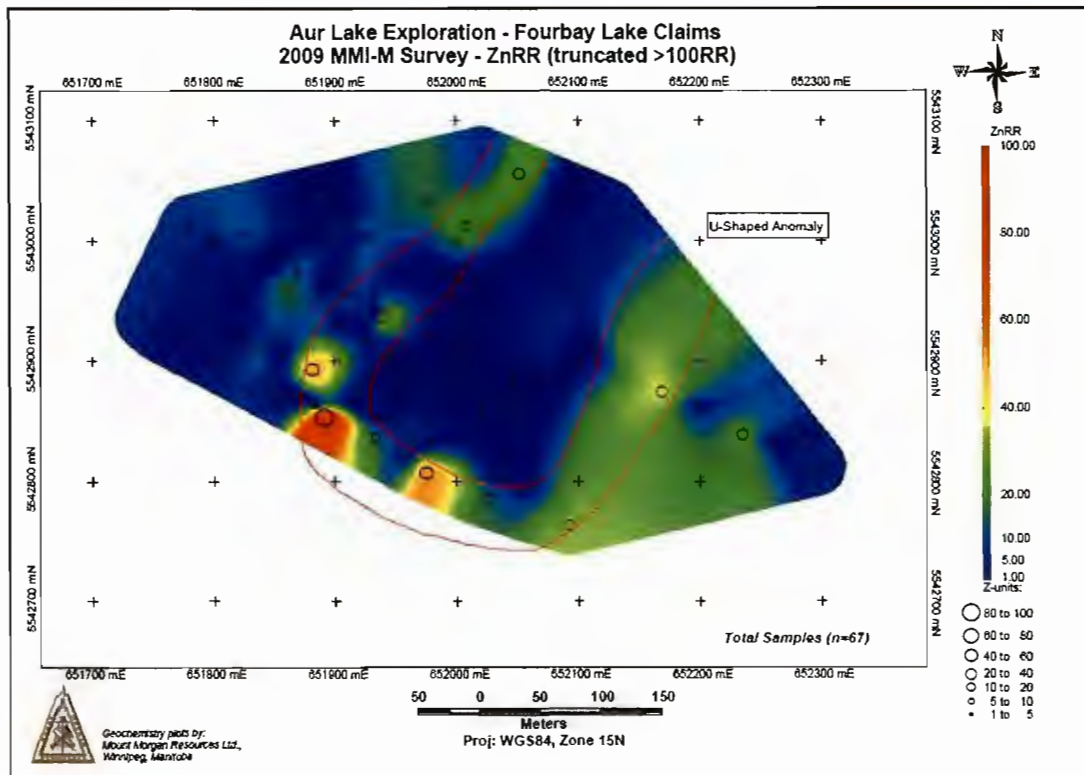 Aur Lake Exploration - Fourbay Lake Claims
2009 MMI-M Survey - ZnRR (truncated >100RR)
N
W E
S
651700 mE 651800 mE 651900 mE 652000 mE 652100 mE 652200 mE 652300 mE
5543100 mN
5543000 mN
5542900 mN
5542800 mN
5542700 mN
5543100 mN
5543000 mN
5542900 mN
5542800 mN
5542700 mN
U-Shaped Anomaly
Total Samples (n=67)
651700 mE 651800 mE 651900 mE 652000 mE 652100 mE 652200 mE 652300 mE
ZnRR
100.00
80.00
60.00
40.00
20.00
10.00
5.00
1.00
Z-units:
80 to 100
60 to 80
40 to 60
20 to 40
10 to 20
5 to 10
1 to 5
50 0 50 100 150
Meters
Proj: WGS84, Zone 15N
Geochemistry plots by:
Mount Morgan Resources Ltd.,
Winnipeg, Manitoba